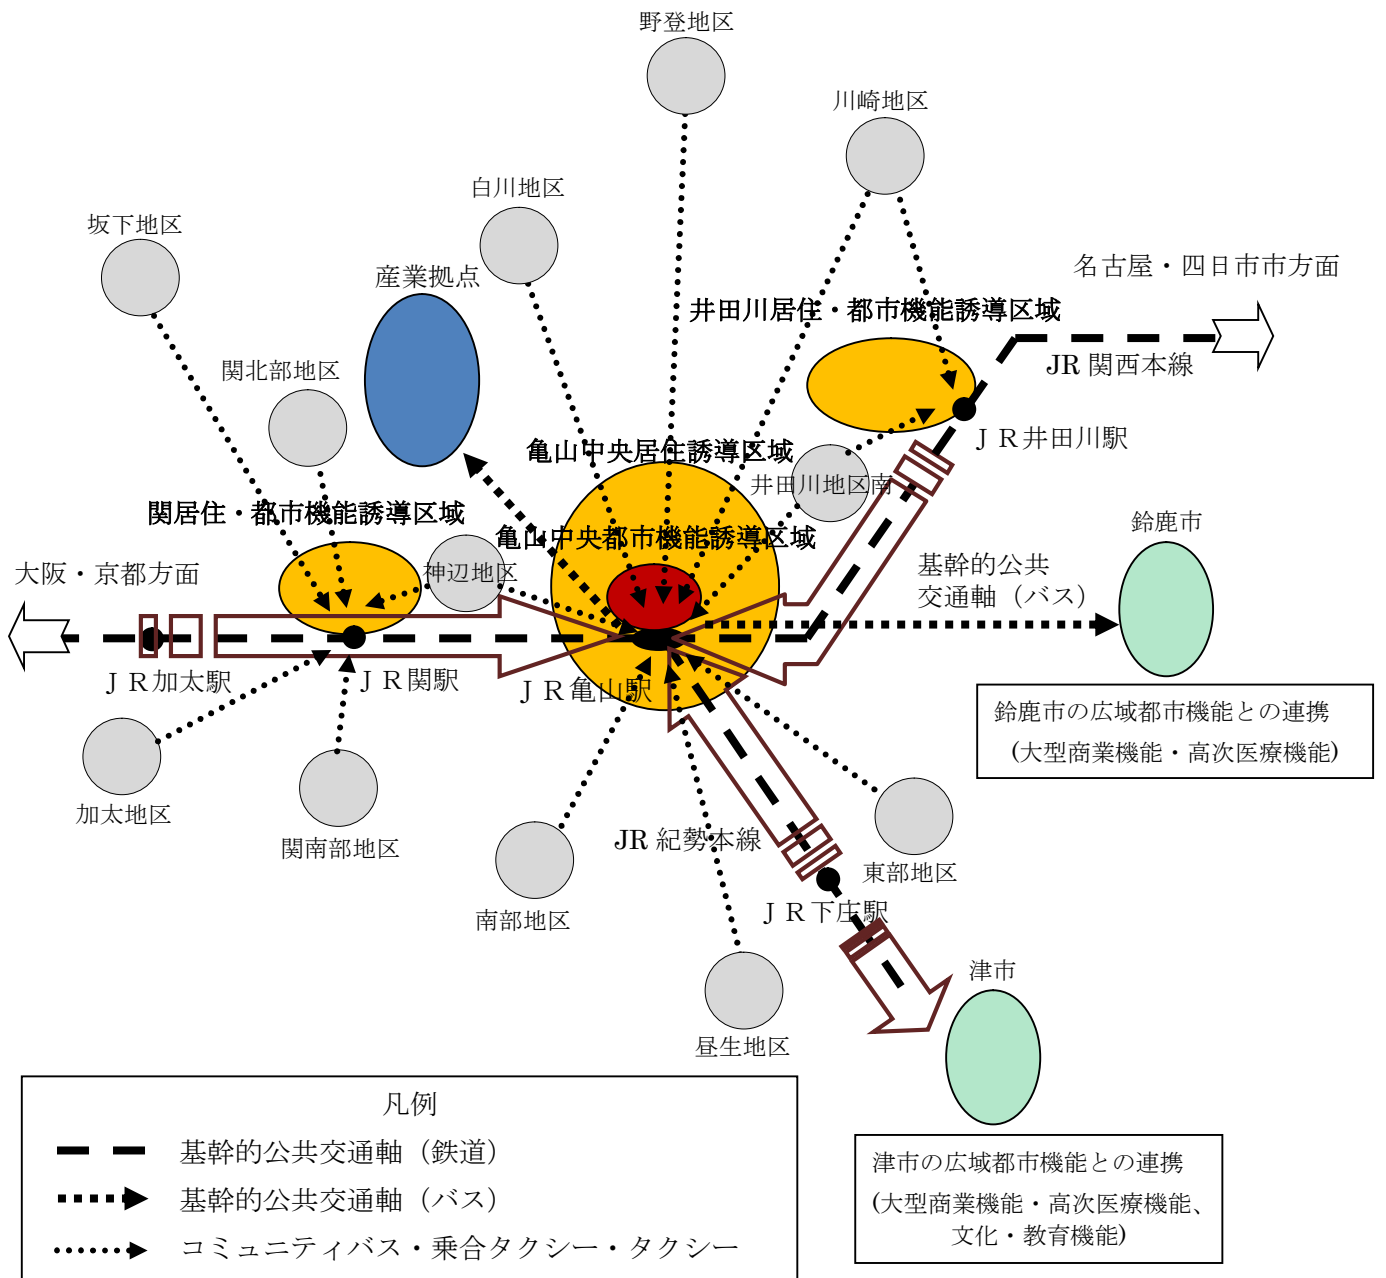 野登地区
川崎地区
白川地区
坂下地区
名古屋・四日市市方面
産業拠点
井田川居住・都市機能誘導区域
JR 関西本線
関北部地区
ＪＲ井田川駅
亀山中央居住誘導区域
井田川地区南
関居住・都市機能誘導区域
鈴鹿市
亀山中央都市機能誘導区域
大阪・京都方面
神辺地区
基幹的公共
交通軸（バス）
ＪＲ加太駅
ＪＲ関駅
ＪＲ亀山駅
鈴鹿市の広域都市機能との連携
(大型商業機能・高次医療機能)
加太地区
関南部地区
JR 紀勢本線
東部地区
南部地区
ＪＲ下庄駅
津市
昼生地区
凡例
基幹的公共交通軸（鉄道）
基幹的公共交通軸（バス）
コミュニティバス・乗合タクシー・タクシー
津市の広域都市機能との連携
(大型商業機能・高次医療機能、
文化・教育機能)